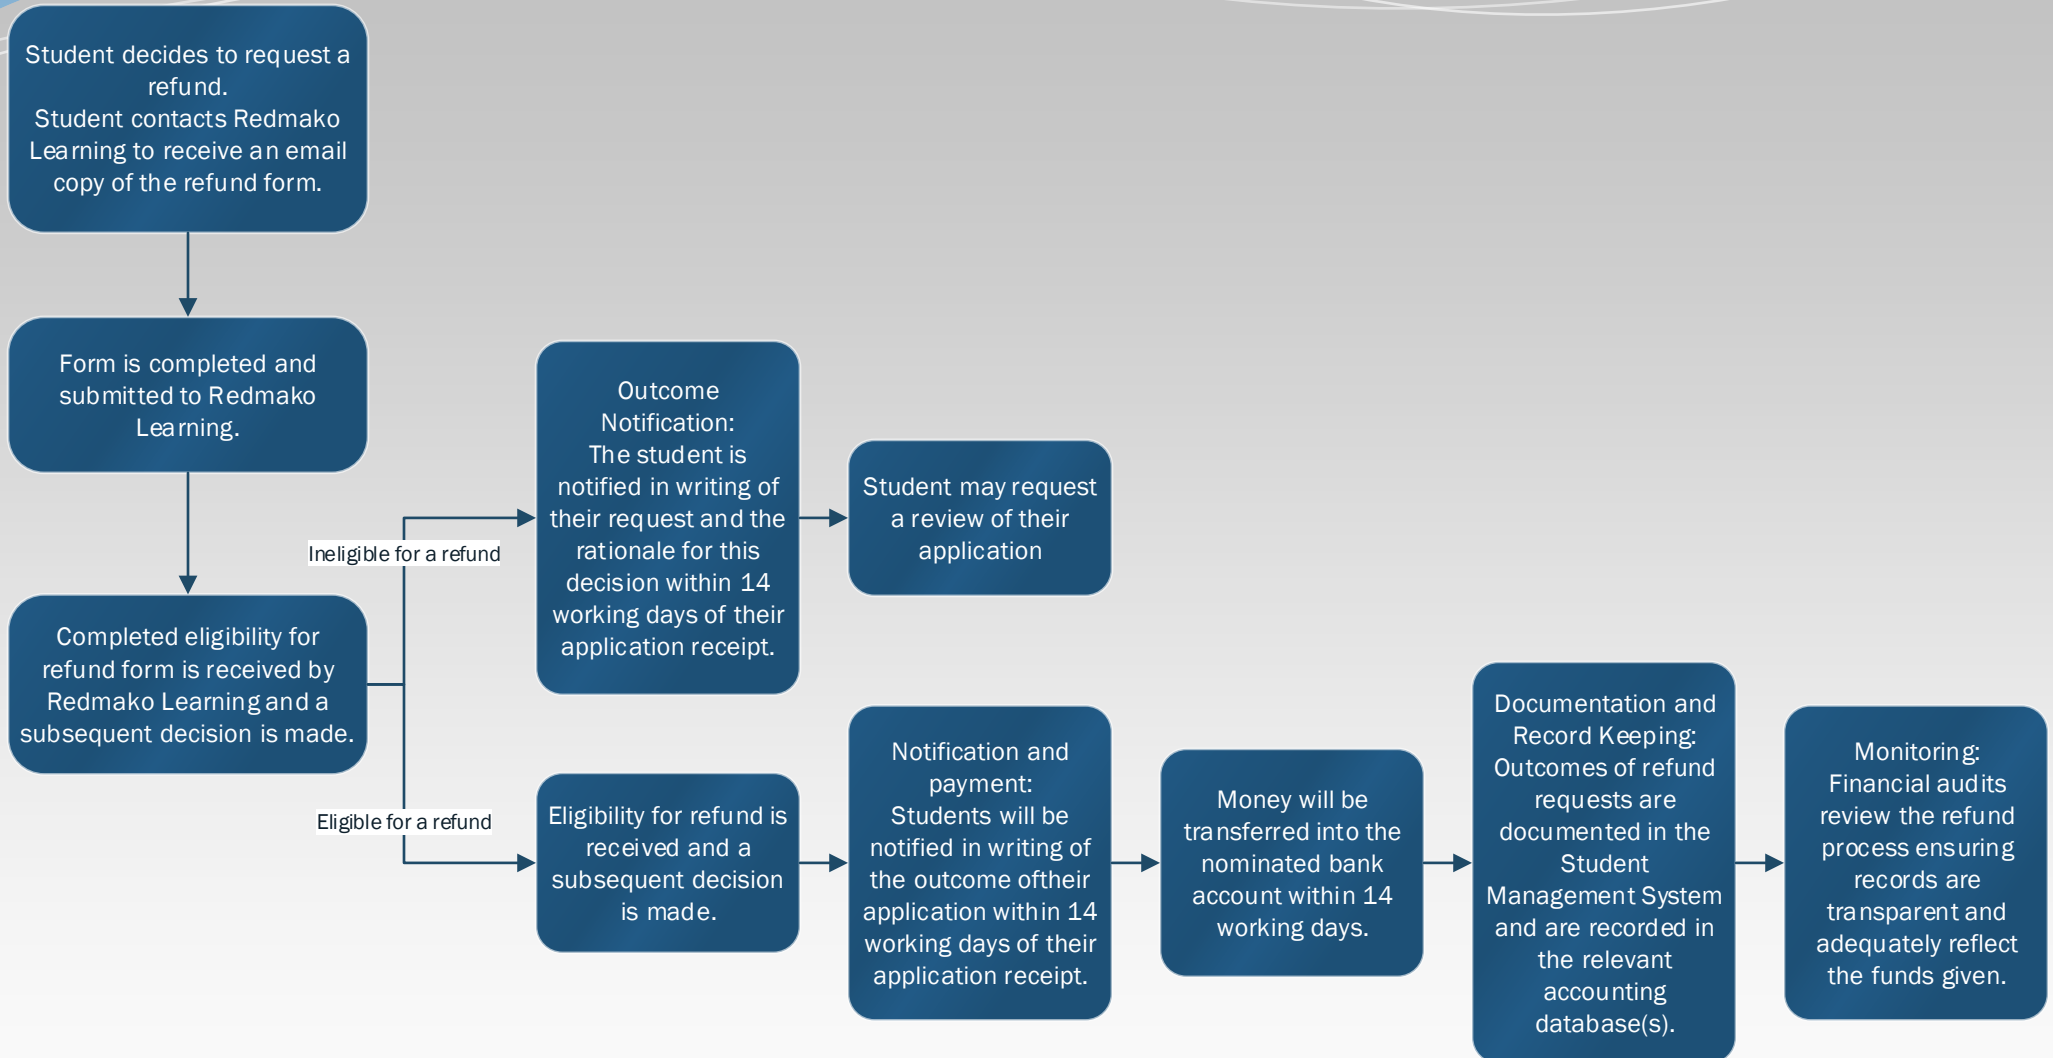 Student decides to request a
refund.
Student contacts Redmako
Learning to receive an email
copy of the refund form.
Form is completed and
submitted to Redmako
Learning.
Completed eligibility for
refund form is received by
Redmako Learning and a
subsequent decision is made.
Ineligible for a refund
Outcome
Notification:
The student is
notified in writing of
their request and the
rationale for this
decision within 14
working days of their
application receipt.
Student may request
a review of their
application
Eligible for a refund
Eligibility for refund is
received and a
subsequent decision
is made.
Notification and
payment:
Students will be
notified in writing of
the outcome oftheir
application within 14
working days of their
application receipt.
Money will be
transferred into the
nominated bank
account within 14
working days.
Documentation and
Record Keeping:
Outcomes of refund
requests are
documented in the
Student
Management System
and are recorded in
the relevant
accounting
database(s).
Monitoring:
Financial audits
review the refund
process ensuring
records are
transparent and
adequately reflect
the funds given.